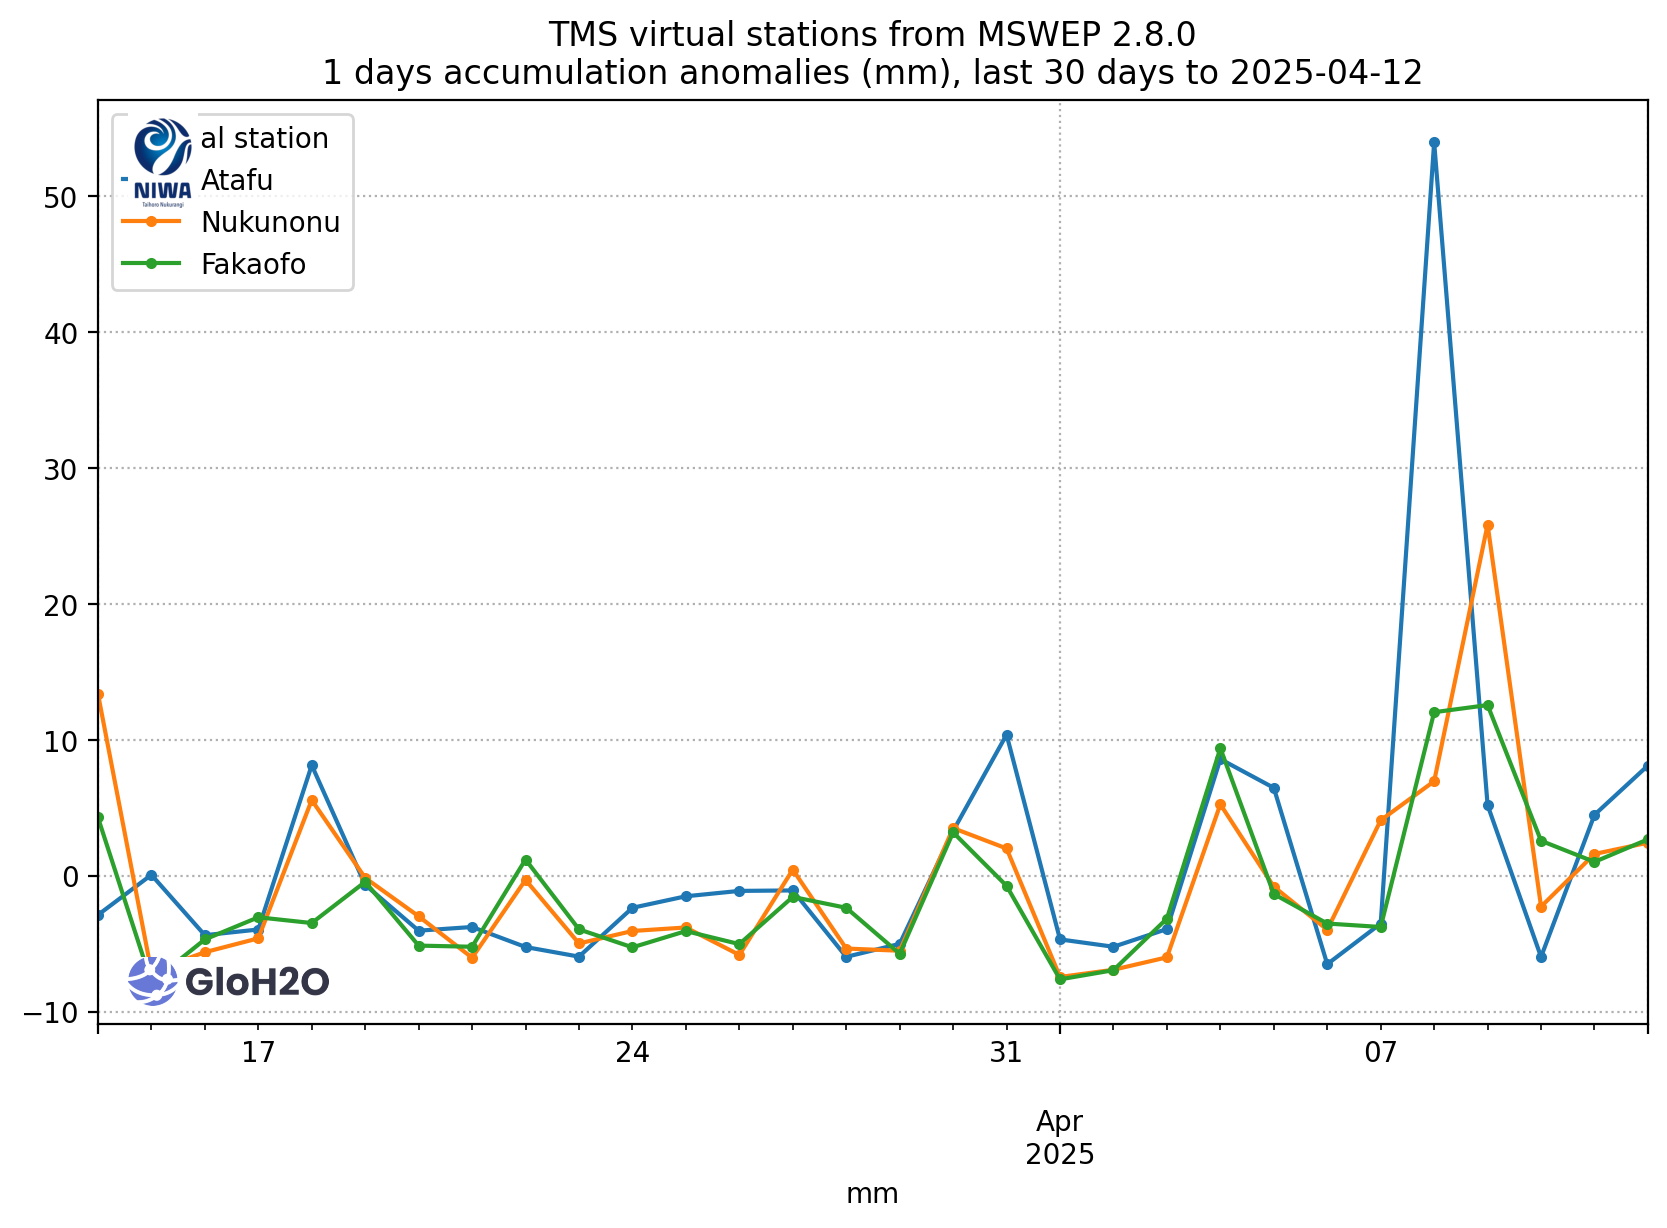 TMS virtual stations from MSWEP 2.8.0
1 days accumulation anomalies (mm), last 30 days to 2025-04-12
al station
Atafu
NIWA
Taihoro Nukurangi
Nukunonu
Fakaofo
50
40
30
20
10
0
−10
GloH2O
17
24
31
07
Apr
2025
mm